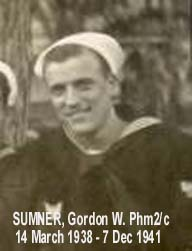 SUMNER, Gordon W. Phm2/c
14 March 1938 - 7 Dec 1941